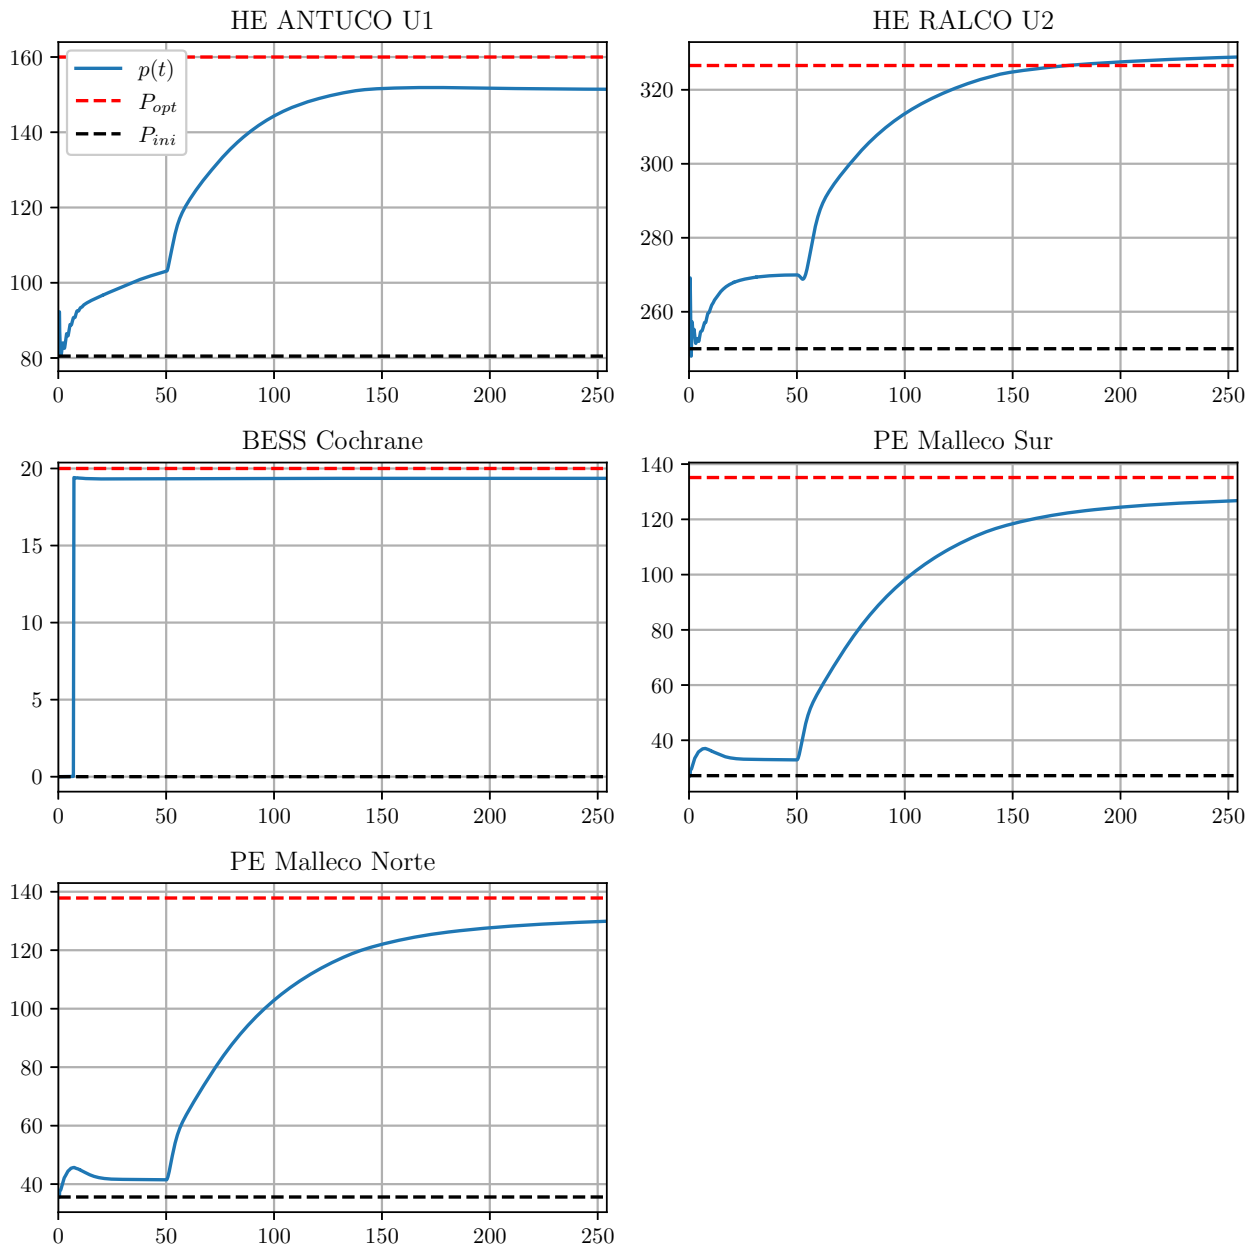 HE ANTUCO U1
160
140
120
100
80
p(t)
P_opt
P_ini
0 50 100 150 200 250
HE RALCO U2
320
300
280
260
0 50 100 150 200 250
BESS Cochrane
20
15
10
5
0
0 50 100 150 200 250
PE Malleco Sur
140
120
100
80
60
40
0 50 100 150 200 250
PE Malleco Norte
140
120
100
80
60
40
0 50 100 150 200 250